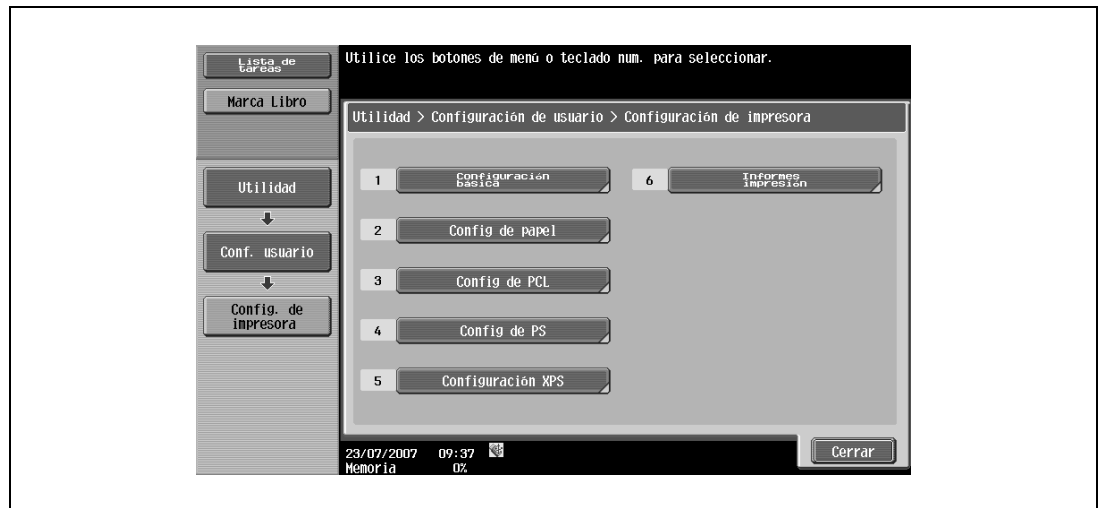 Lista de
tareas
Utilice los botones de menú o teclado num. para seleccionar.
Marca Libro
Utilidad > Configuración de usuario > Configuración de impresora
1 Configuración
básica
6 Informes
impresión
Utilidad
2 Config de papel
Conf. usuario
3 Config de PCL
Config. de
impresora
4 Config de PS
5 Configuración XPS
23/07/2007 09:37
Memoria 0%
Cerrar